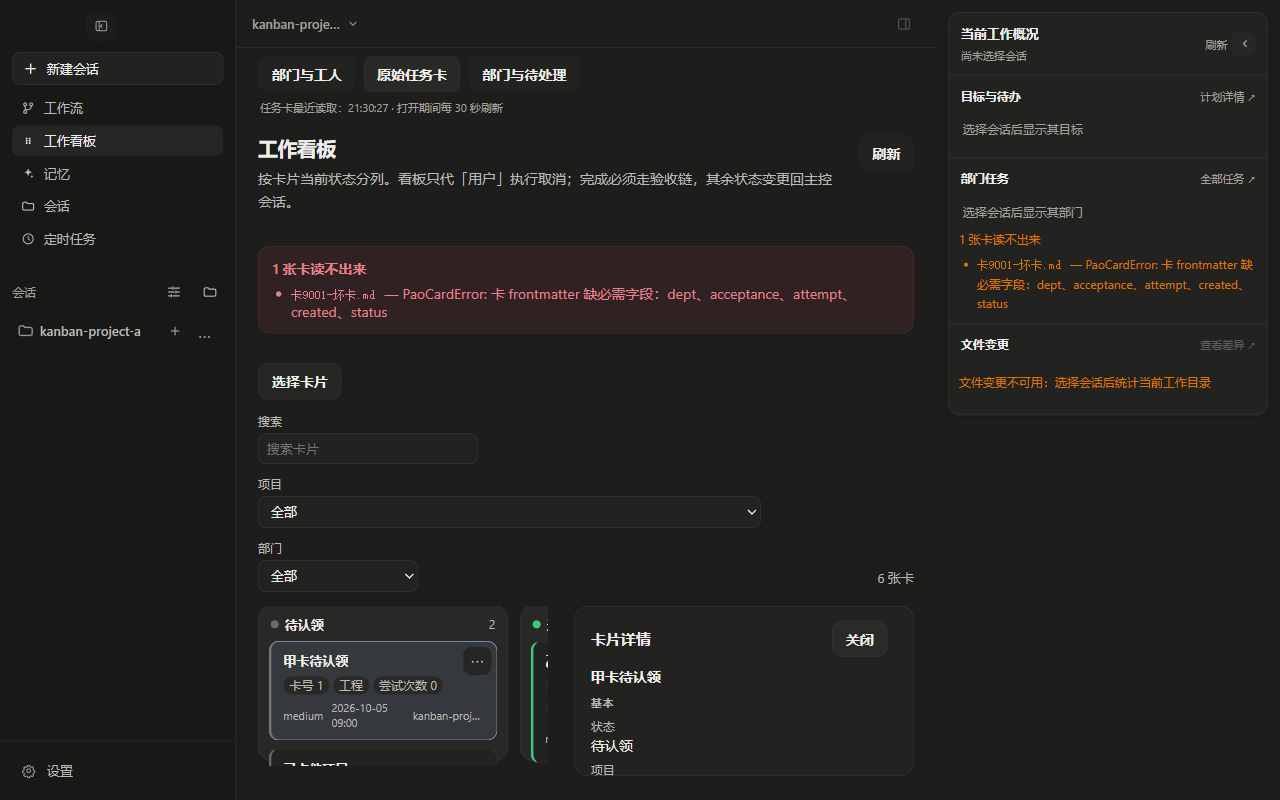 新建会话
工作流
工作看板
记忆
会话
定时任务
会话
kanban-project-a
...
设置
kanban-proje...
部门与工人
原始任务卡
部门与待处理
任务卡最近读取：21:30:27 · 打开期间每 30 秒刷新
工作看板
刷新
按卡片当前状态分列。看板只代「用户」执行取消；完成必须走验收链，其余状态变更回主控
会话。
1 张卡读不出来
卡9001-坏卡.md — PaoCardError: 卡 frontmatter 缺必需字段：dept、acceptance、attempt、
created、status
选择卡片
搜索
搜索卡片
项目
全部
部门
全部
6 张卡
待认领
2
甲卡待认领
...
卡号 1
工程
尝试次数 0
medium
2026-10-05
09:00
kanban-proj...
卡片详情
关闭
甲卡待认领
基本
状态
待认领
项目
当前工作概况
尚未选择会话
刷新
目标与待办
计划详情 ↗
选择会话后显示其目标
部门任务
全部任务 ↗
选择会话后显示其部门
1 张卡读不出来
卡9001-坏卡.md — PaoCardError: 卡 frontmatter 缺
必需字段：dept、acceptance、attempt、created、
status
文件变更
查看差异 ↗
文件变更不可用：选择会话后统计当前工作目录